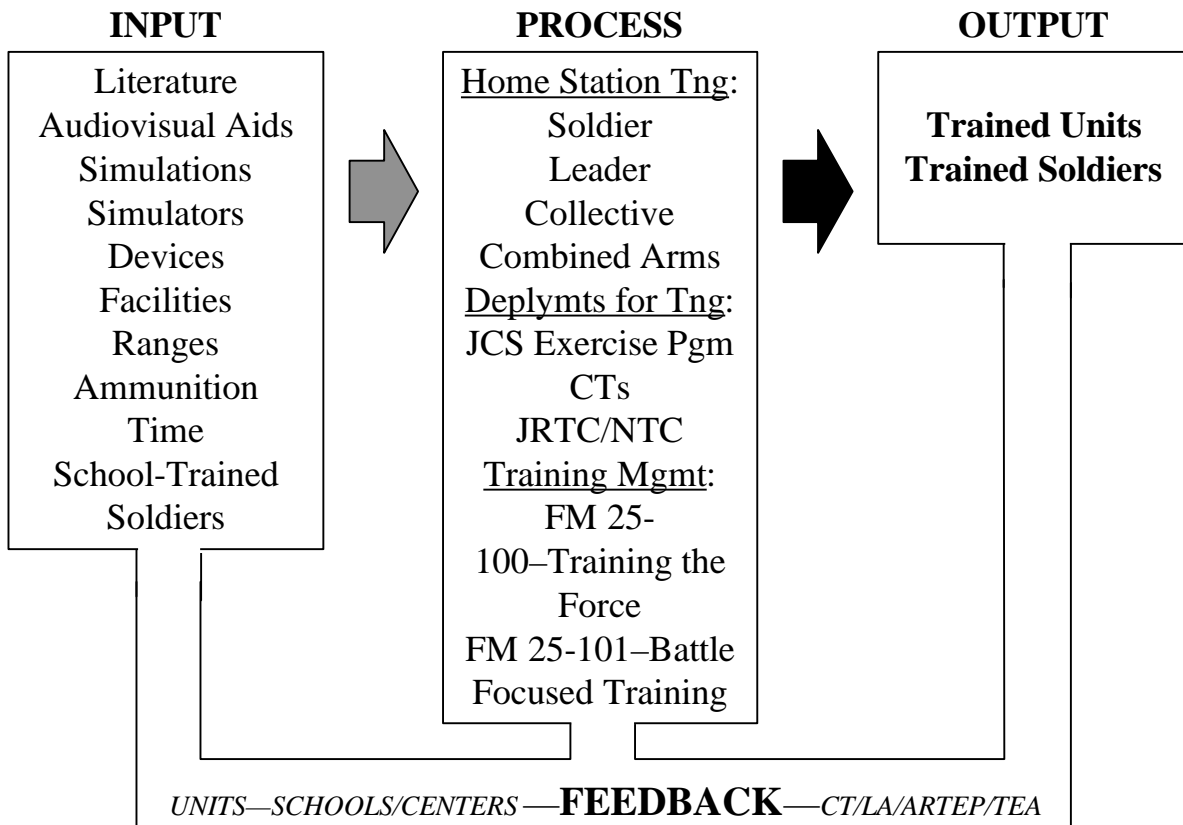 INPUT
Literature
Audiovisual Aids
Simulations
Simulators
Devices
Facilities
Ranges
Ammunition
Time
School-Trained
Soldiers
PROCESS
Home Station Tng:
Soldier
Leader
Collective
Combined Arms
Deplymts for Tng:
JCS Exercise Pgm
CTs
JRTC/NTC
Training Mgmt:
FM 25-
100–Training the
Force
FM 25-101–Battle
Focused Training
OUTPUT
Trained Units
Trained Soldiers
UNITS—SCHOOLS/CENTERS —FEEDBACK—CT/LA/ARTEP/TEA